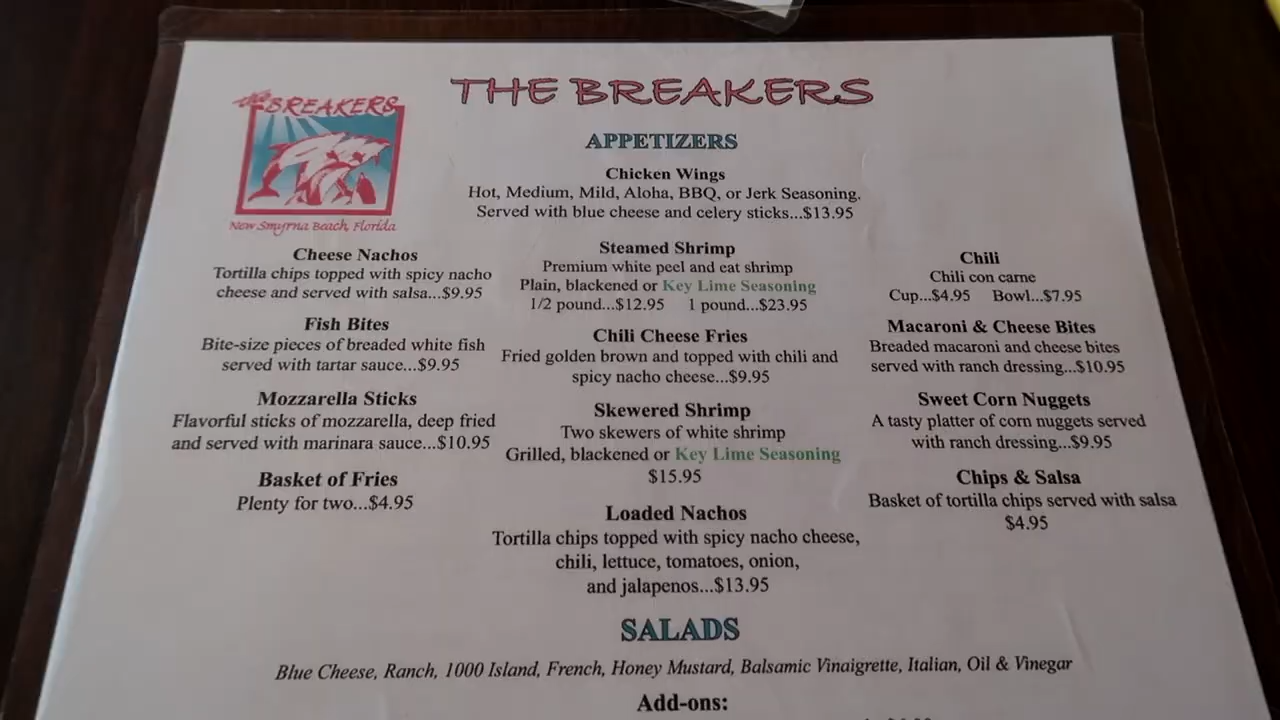 THE BREAKERS
the BREAKERS
New Smyrna Beach, Florida
APPETIZERS
Chicken Wings
Hot, Medium, Mild, Aloha, BBQ, or Jerk Seasoning.
Served with blue cheese and celery sticks...$13.95
Cheese Nachos
Tortilla chips topped with spicy nacho
cheese and served with salsa...$9.95
Fish Bites
Bite-size pieces of breaded white fish
served with tartar sauce...$9.95
Mozzarella Sticks
Flavorful sticks of mozzarella, deep fried
and served with marinara sauce...$10.95
Basket of Fries
Plenty for two...$4.95
Steamed Shrimp
Premium white peel and eat shrimp
Plain, blackened or Key Lime Seasoning
1/2 pound...$12.95 1 pound...$23.95
Chili Cheese Fries
Fried golden brown and topped with chili and
spicy nacho cheese...$9.95
Skewered Shrimp
Two skewers of white shrimp
Grilled, blackened or Key Lime Seasoning
$15.95
Loaded Nachos
Tortilla chips topped with spicy nacho cheese,
chili, lettuce, tomatoes, onion,
and jalapenos...$13.95
Chili
Chili con carne
Cup...$4.95 Bowl...$7.95
Macaroni & Cheese Bites
Breaded macaroni and cheese bites
served with ranch dressing...$10.95
Sweet Corn Nuggets
A tasty platter of corn nuggets served
with ranch dressing...$9.95
Chips & Salsa
Basket of tortilla chips served with salsa
$4.95
SALADS
Blue Cheese, Ranch, 1000 Island, French, Honey Mustard, Balsamic Vinaigrette, Italian, Oil & Vinegar
Add-ons: